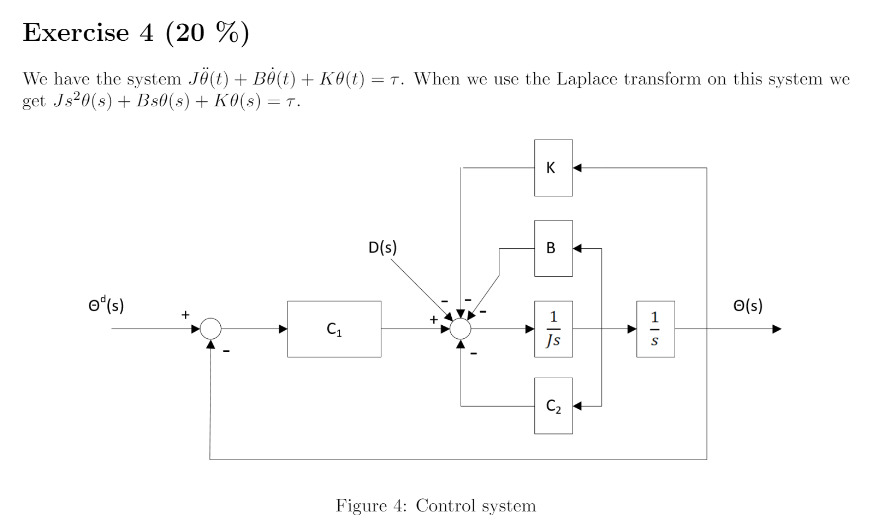 Exercise 4 (20 %)
We have the system Jθ̈(t) + Bθ̇(t) + Kθ(t) = τ. When we use the Laplace transform on this system we
get Js²θ(s) + Bsθ(s) + Kθ(s) = τ.
K
D(s)
B
Θᵈ(s)
+
-
C₁
+
-
-
-
-
1
Js
1
s
Θ(s)
C₂
Figure 4: Control system